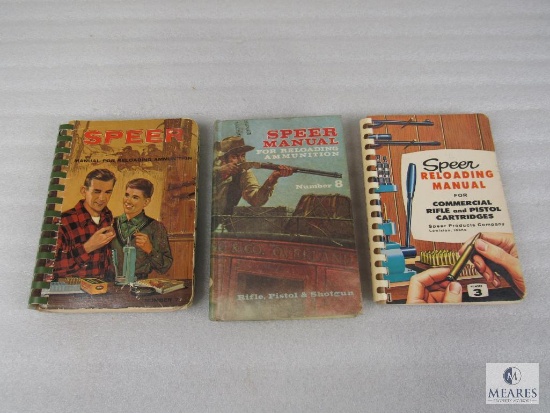 SPEER
MANUAL FOR RELOADING AMMUNITION
SPEER
MANUAL
FOR RELOADING
AMMUNITION
Number 8
Rifle, Pistol & Shotgun
Speer
RELOADING
MANUAL
FOR
COMMERCIAL
RIFLE and PISTOL
CARTRIDGES
Speer Products Company
Lewiston, Idaho
3
M
MEARES